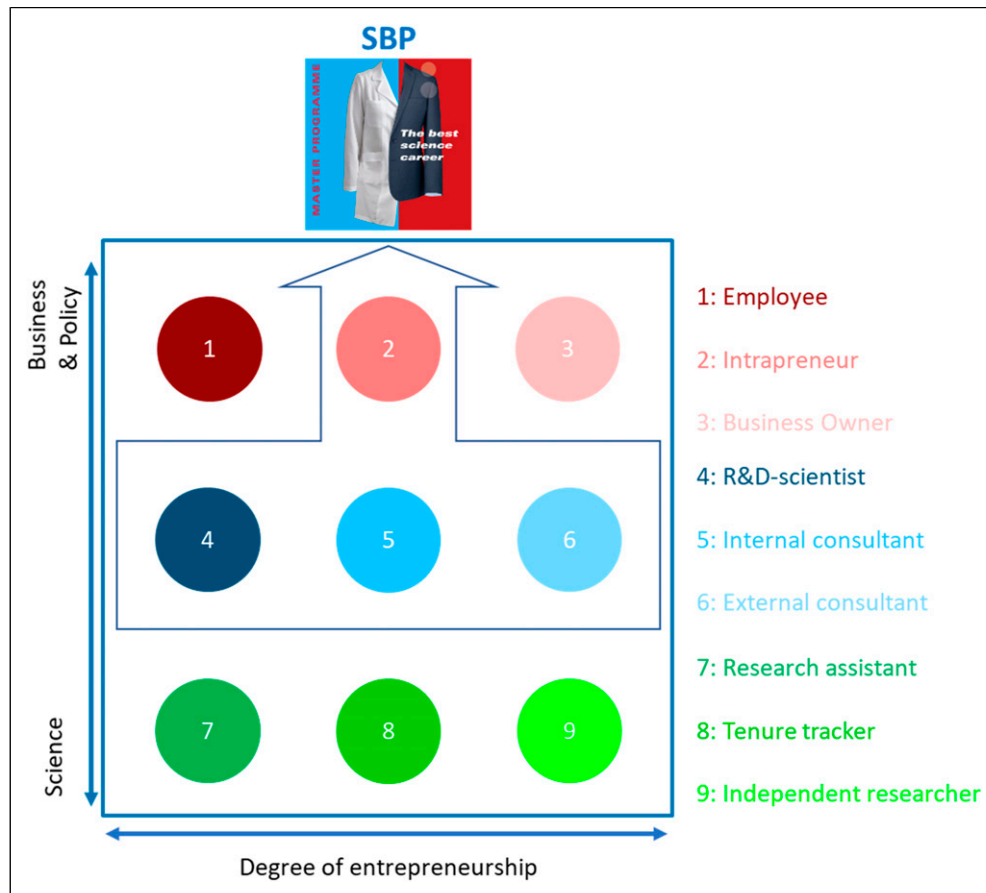 SBP
MASTER PROGRAMME
The best
science
career
Business
& Policy
Science
1
2
3
4
5
6
7
8
9
1: Employee
2: Intrapreneur
3: Business Owner
4: R&D-scientist
5: Internal consultant
6: External consultant
7: Research assistant
8: Tenure tracker
9: Independent researcher
Degree of entrepreneurship